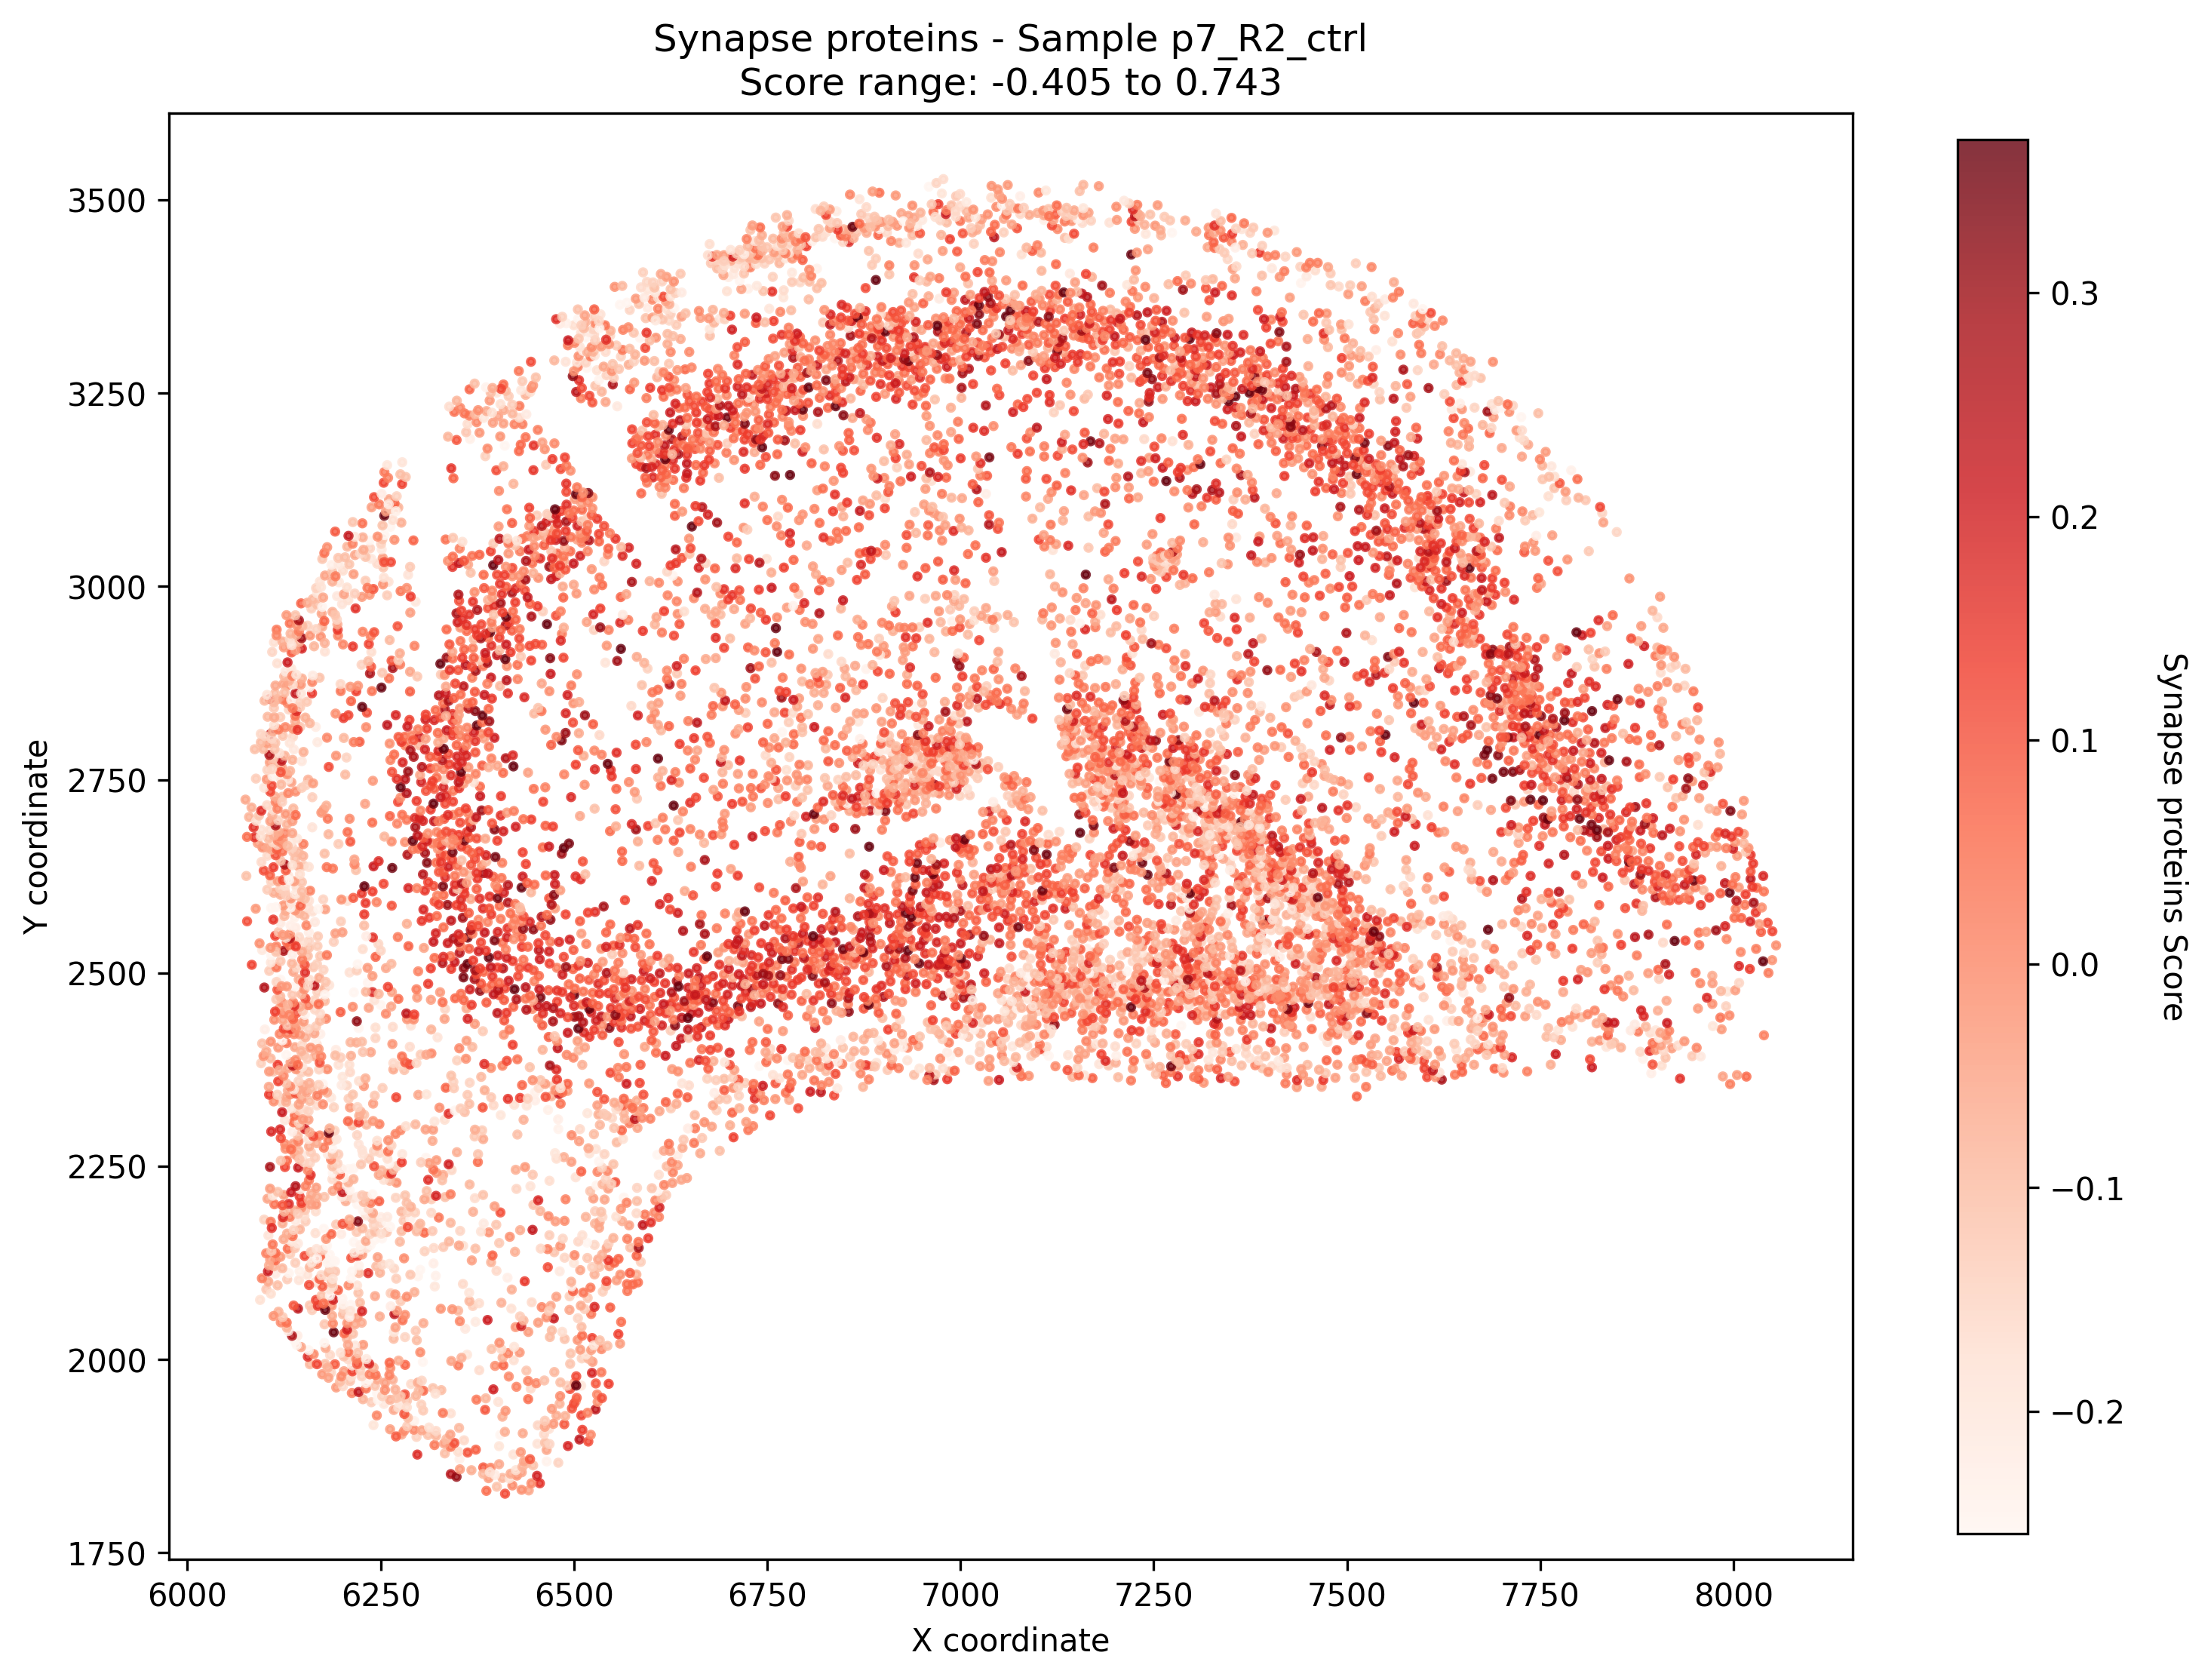 Synapse proteins - Sample p7_R2_ctrl
Score range: -0.405 to 0.743
3500
3250
3000
2750
2500
2250
2000
1750
Y coordinate
6000 6250 6500 6750 7000 7250 7500 7750 8000
X coordinate
0.3
0.2
0.1
0.0
−0.1
−0.2
Synapse proteins Score